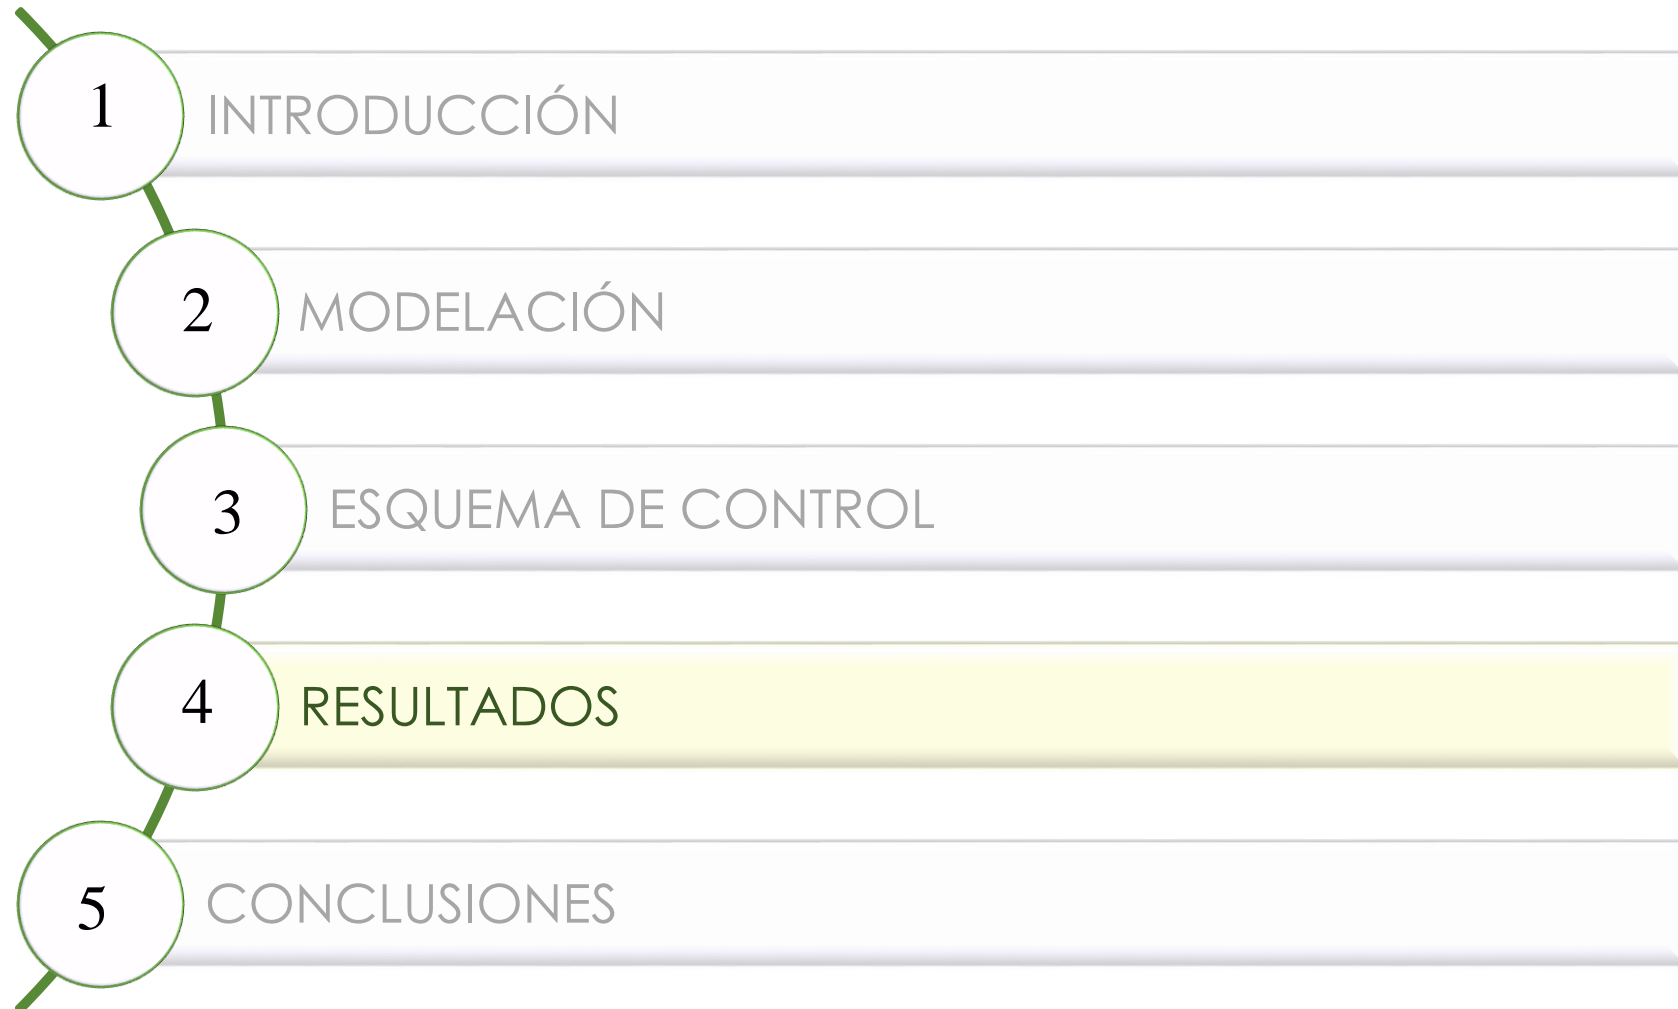 1 INTRODUCCIÓN
2 MODELACIÓN
3 ESQUEMA DE CONTROL
4 RESULTADOS
5 CONCLUSIONES